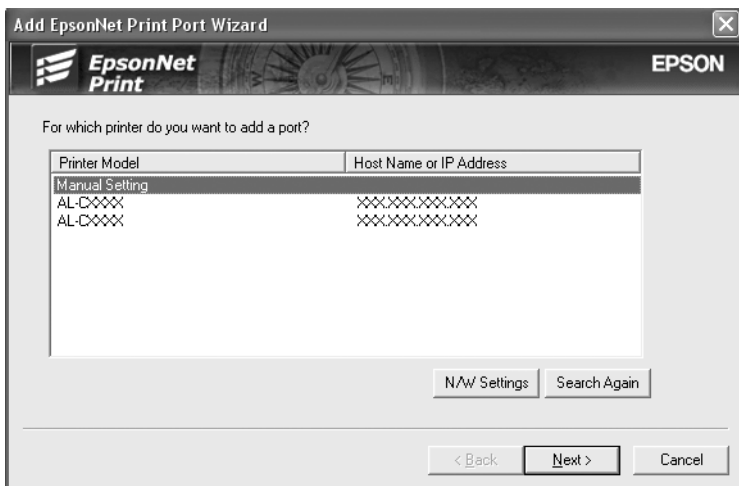 Add EpsonNet Print Port Wizard
EpsonNet
Print
EPSON
For which printer do you want to add a port?
Printer Model Host Name or IP Address
Manual Setting
AL-CXXXX XXX.XXX.XXX.XXX
AL-CXXXX XXX.XXX.XXX.XXX
N/W Settings Search Again
< Back Next > Cancel